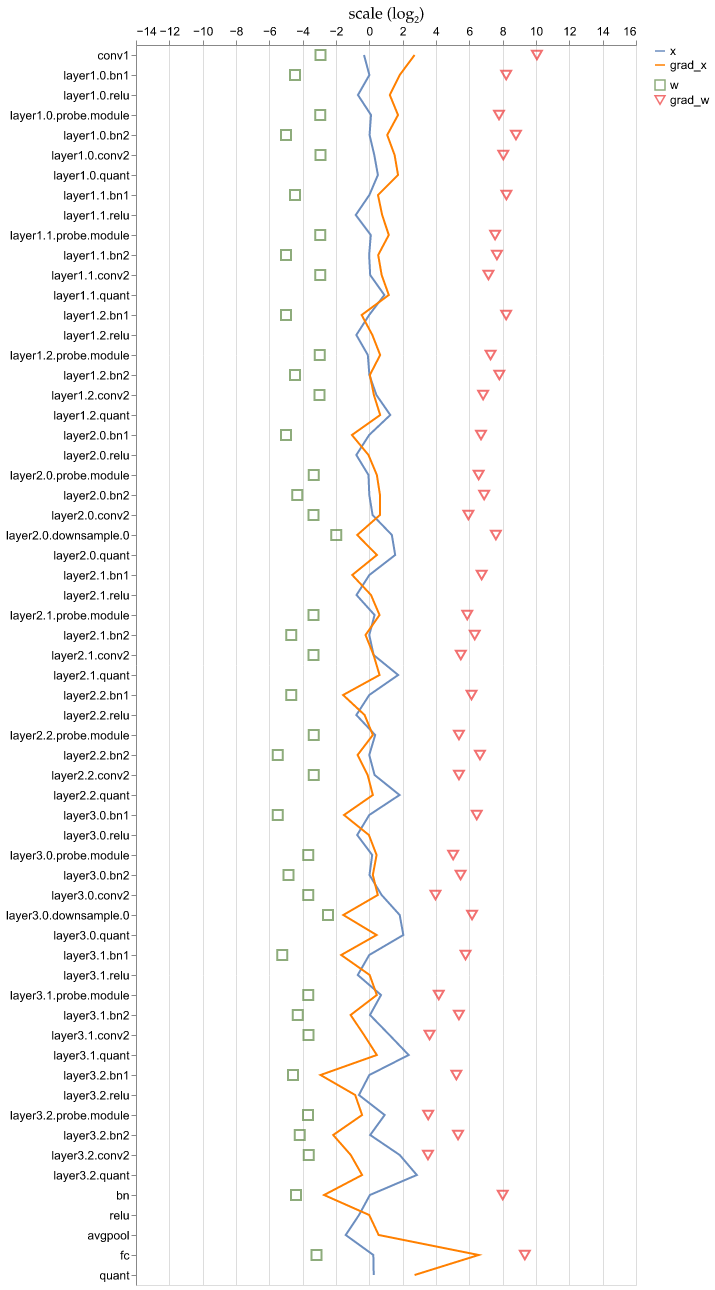 scale (log₂)
−14 −12 −10 −8 −6 −4 −2 0 2 4 6 8 10 12 14 16
x
grad_x
w
grad_w
conv1
layer1.0.bn1
layer1.0.relu
layer1.0.probe.module
layer1.0.bn2
layer1.0.conv2
layer1.0.quant
layer1.1.bn1
layer1.1.relu
layer1.1.probe.module
layer1.1.bn2
layer1.1.conv2
layer1.1.quant
layer1.2.bn1
layer1.2.relu
layer1.2.probe.module
layer1.2.bn2
layer1.2.conv2
layer1.2.quant
layer2.0.bn1
layer2.0.relu
layer2.0.probe.module
layer2.0.bn2
layer2.0.conv2
layer2.0.downsample.0
layer2.0.quant
layer2.1.bn1
layer2.1.relu
layer2.1.probe.module
layer2.1.bn2
layer2.1.conv2
layer2.1.quant
layer2.2.bn1
layer2.2.relu
layer2.2.probe.module
layer2.2.bn2
layer2.2.conv2
layer2.2.quant
layer3.0.bn1
layer3.0.relu
layer3.0.probe.module
layer3.0.bn2
layer3.0.conv2
layer3.0.downsample.0
layer3.0.quant
layer3.1.bn1
layer3.1.relu
layer3.1.probe.module
layer3.1.bn2
layer3.1.conv2
layer3.1.quant
layer3.2.bn1
layer3.2.relu
layer3.2.probe.module
layer3.2.bn2
layer3.2.conv2
layer3.2.quant
bn
relu
avgpool
fc
quant